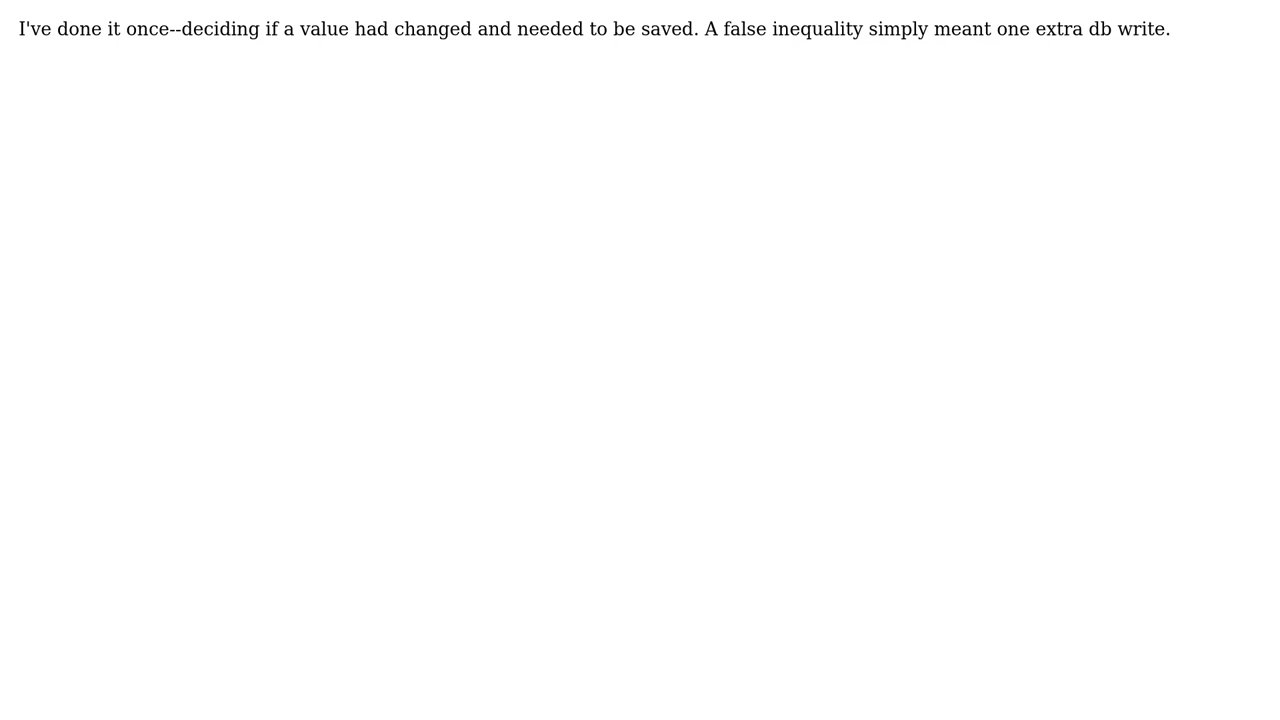 I've done it once--deciding if a value had changed and needed to be saved. A false inequality simply meant one extra db write.